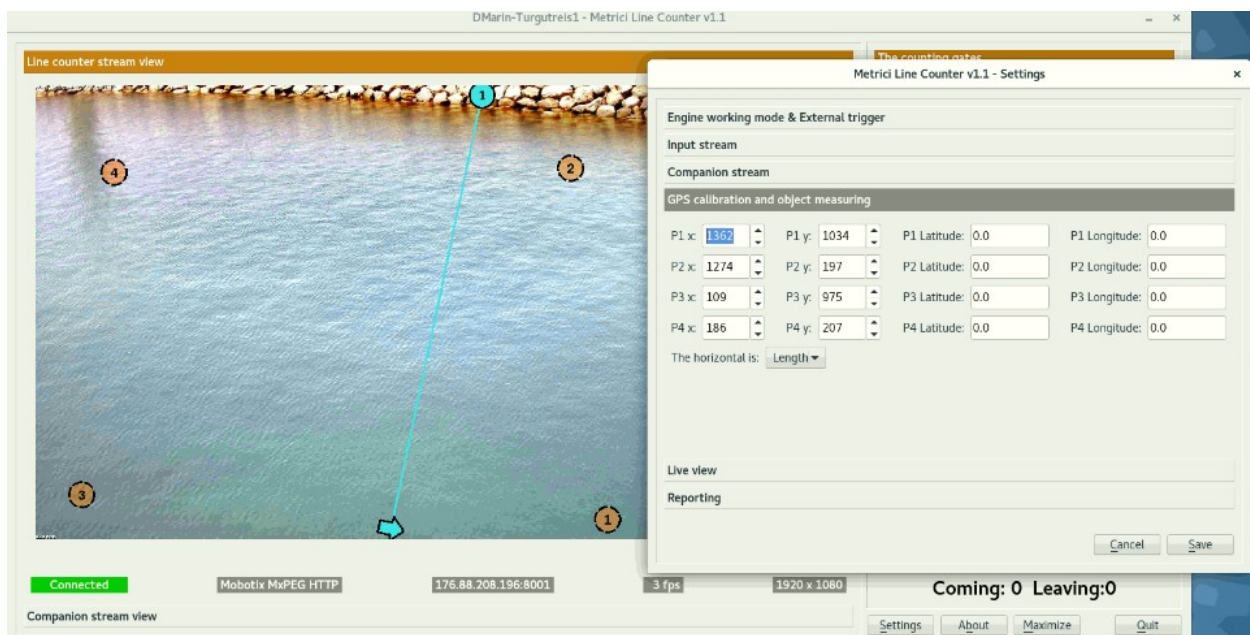 DMarin-Turgutreis1 - Metrici Line Counter v1.1
Line counter stream view
The counting gates
Metrici Line Counter v1.1 - Settings
Engine working mode & External trigger
Input stream
Companion stream
GPS calibration and object measuring
P1 x: 1362 P1 y: 1034 P1 Latitude: 0.0 P1 Longitude: 0.0
P2 x: 1274 P2 y: 197 P2 Latitude: 0.0 P2 Longitude: 0.0
P3 x: 109 P3 y: 975 P3 Latitude: 0.0 P3 Longitude: 0.0
P4 x: 186 P4 y: 207 P4 Latitude: 0.0 P4 Longitude: 0.0
The horizontal is: Length
Live view
Reporting
Cancel Save
1
4
2
3
1
Connected Mobotix MxPEG HTTP 176.88.208.196:8001 3 fps 1920 x 1080
Coming: 0 Leaving:0
Companion stream view
Settings About Maximize Quit